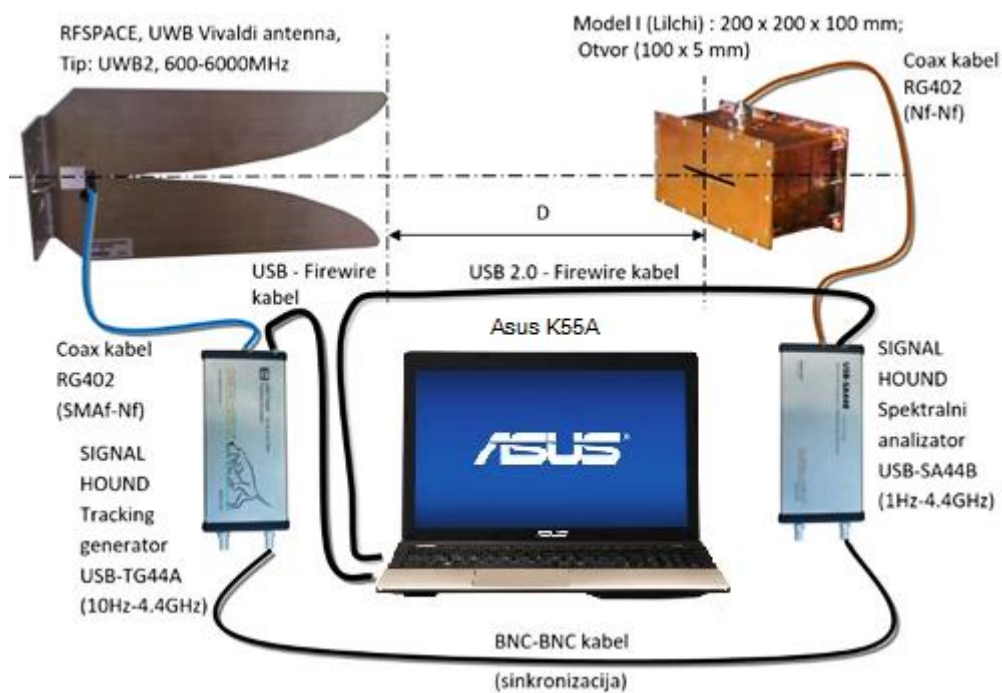 RFSPACE, UWB Vivaldi antenna,
Tip: UWB2, 600-6000MHz
Model I (Lilchi) : 200 x 200 x 100 mm;
Otvor (100 x 5 mm)
Coax kabel
RG402
(Nf-Nf)
D
USB - Firewire
kabel
USB 2.0 - Firewire kabel
Asus K55A
Coax kabel
RG402
(SMAf-Nf)
SIGNAL
HOUND
Tracking
generator
USB-TG44A
(10Hz-4.4GHz)
ASUS
ASUS
USB-SA44B
SIGNAL
HOUND
Spektralni
analizator
USB-SA44B
(1Hz-4.4GHz)
BNC-BNC kabel
(sinkronizacija)